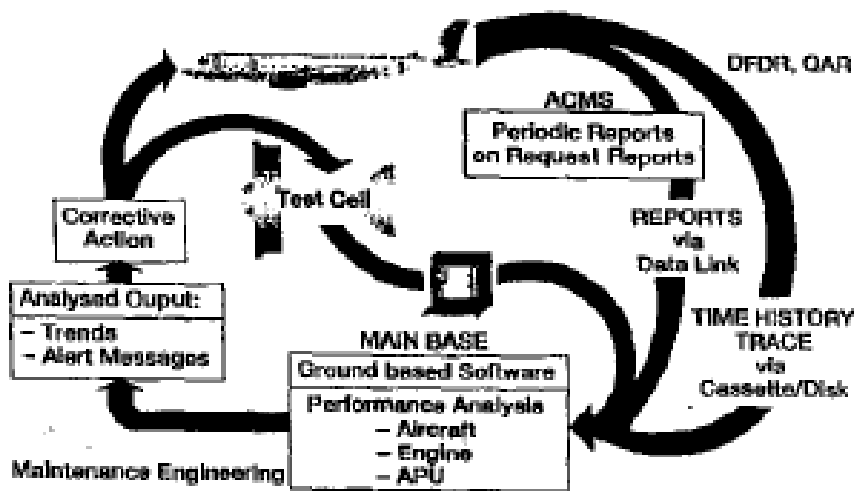 DFDR, QAR
ACMS
Periodic Reports
on Request Reports
Test Cell
Corrective
Action
REPORTS
via
Data Link
Analysed Ouput:
– Trends
– Alert Messages
TIME HISTORY
TRACE
via
Cassette/Disk
MAIN BASE
Ground based Software
Performance Analysis
– Aircraft
– Engine
– APU
Maintenance Engineering